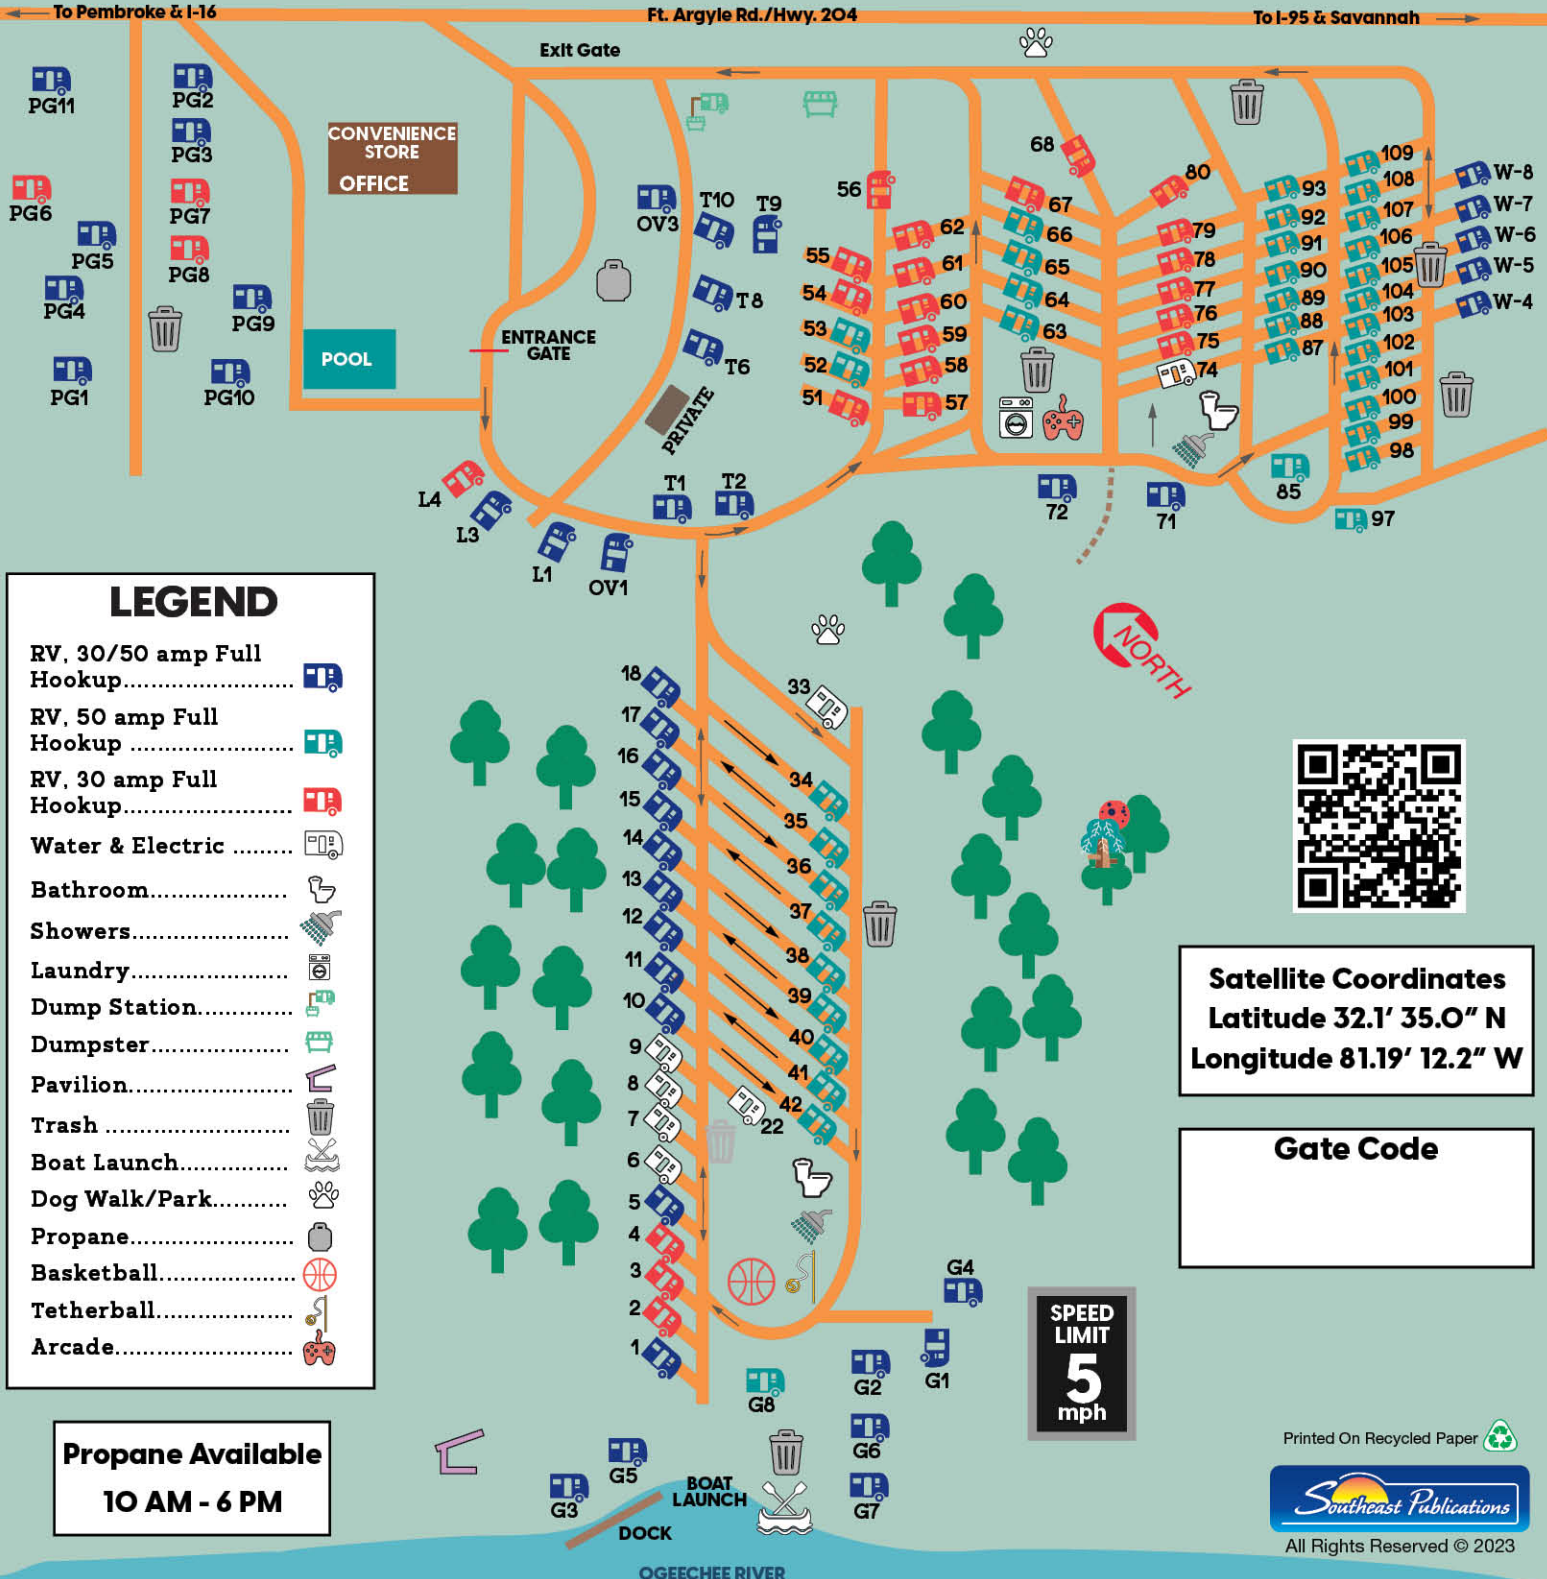 To Pembroke & I-16
Ft. Argyle Rd./Hwy. 204
To I-95 & Savannah
Exit Gate
PG11
PG2
PG3
PG6
PG7
PG5
PG8
PG4
PG9
PG1
PG10
CONVENIENCE
STORE
OFFICE
POOL
ENTRANCE
GATE
OV3
T10
T9
T8
T6
PRIVATE
T1
T2
L4
L3
L1
OV1
56
55
54
53
52
51
62
61
60
59
58
57
68
67
66
65
64
63
80
79
78
77
76
75
74
72
71
93
92
91
90
89
88
87
85
109
108
107
106
105
104
103
102
101
100
99
98
97
W-8
W-7
W-6
W-5
W-4
NORTH
LEGEND
RV, 30/50 amp Full
Hookup........................
RV, 50 amp Full
Hookup .......................
RV, 30 amp Full
Hookup........................
Water & Electric ........
Bathroom....................
Showers......................
Laundry......................
Dump Station.............
Dumpster...................
Pavilion......................
Trash ..........................
Boat Launch...............
Dog Walk/Park..........
Propane......................
Basketball...................
Tetherball...................
Arcade.........................
18
17
16
15
14
13
12
11
10
9
8
7
6
5
4
3
2
1
33
34
35
36
37
38
39
40
41
42
22
G4
G1
G2
G8
G6
G7
G5
G3
BOAT
LAUNCH
DOCK
OGEECHEE RIVER
Satellite Coordinates
Latitude 32.1' 35.0" N
Longitude 81.19' 12.2" W
Gate Code
SPEED
LIMIT
5
mph
Propane Available
10 AM - 6 PM
Printed On Recycled Paper
Southeast Publications
All Rights Reserved © 2023